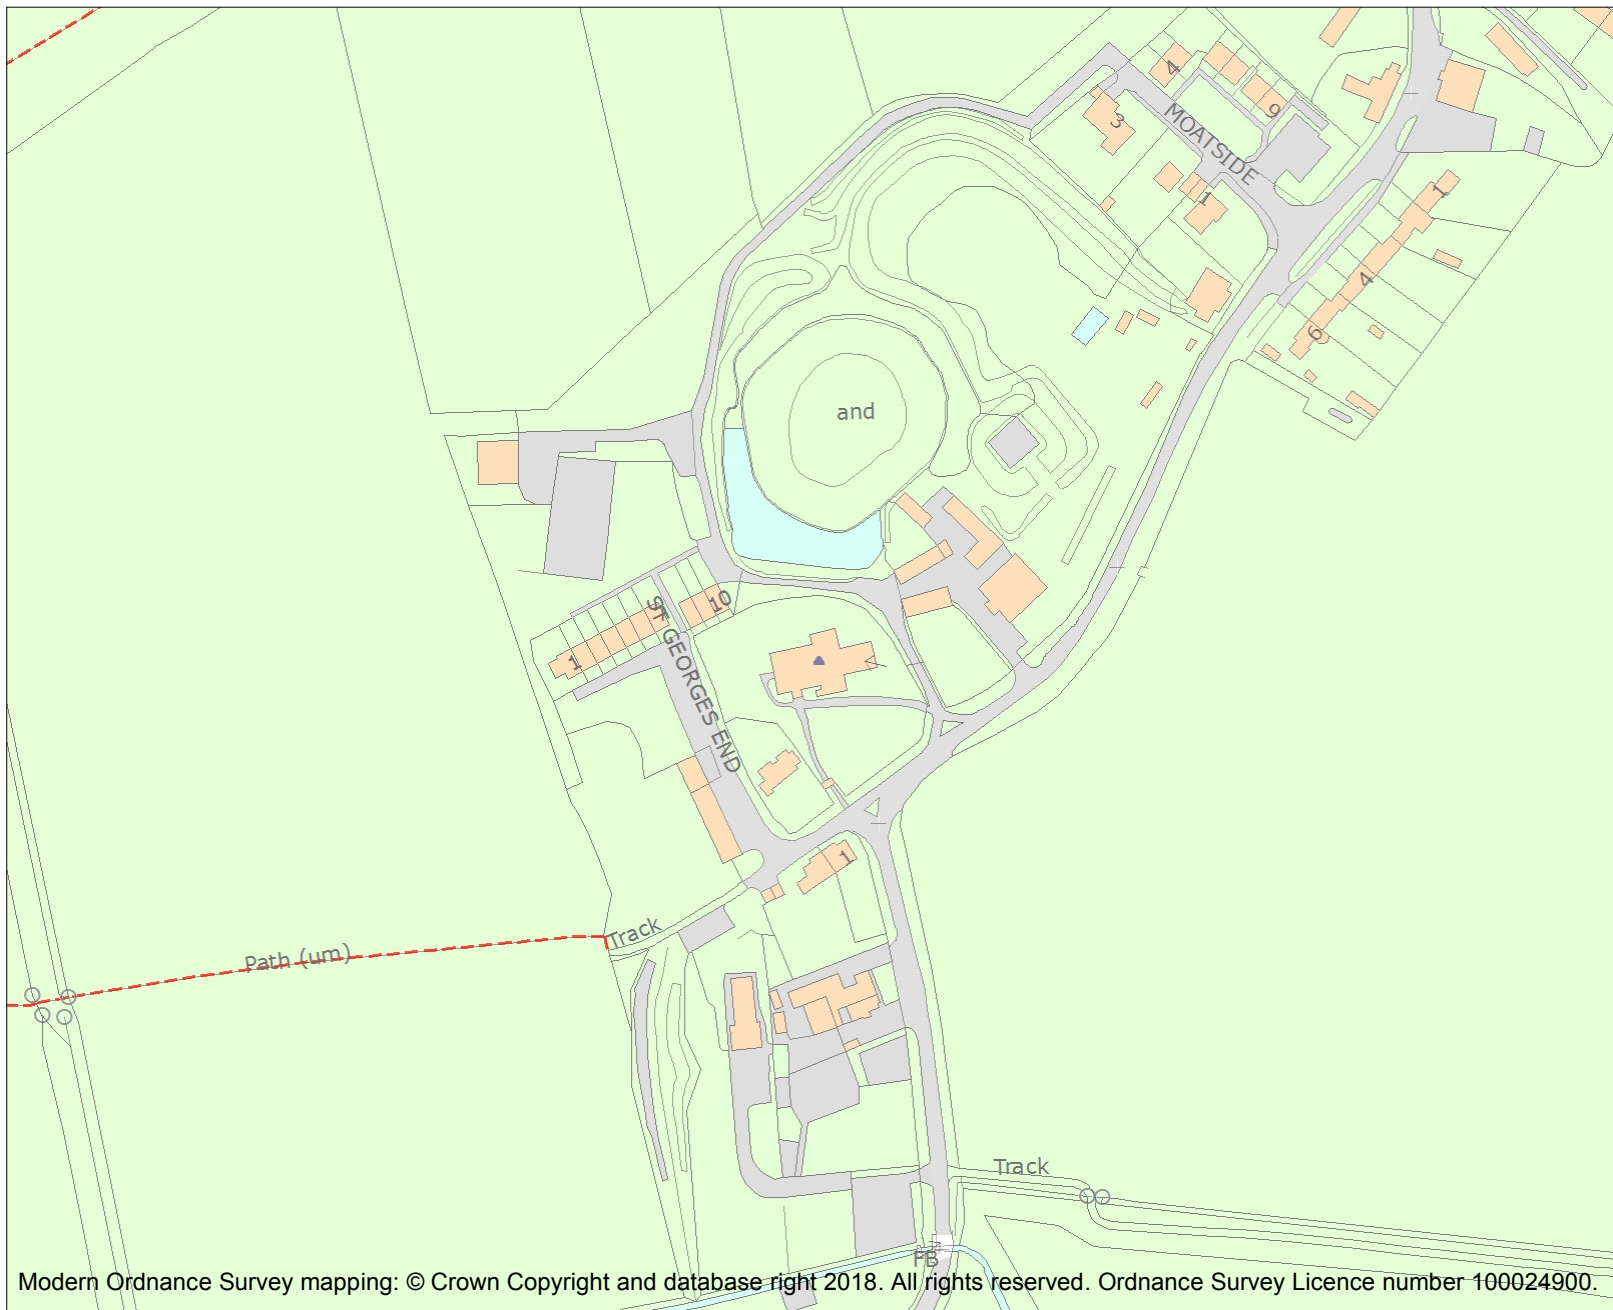 4
9
3
MOATSIDE
1
1
4
6
and
10
ST GEORGES END
1
1
Track
Path (um)
Track
FB
Modern Ordnance Survey mapping: © Crown Copyright and database right 2018. All rights reserved. Ordnance Survey Licence number 100024900.